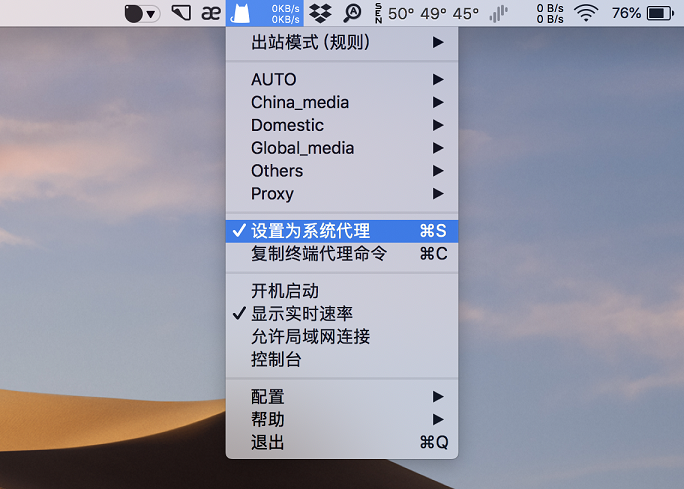 æ
0KB/s
0KB/s
A
SEN
50° 49° 45°
0 B/s
0 B/s
76%
出站模式（规则）
AUTO
China_media
Domestic
Global_media
Others
Proxy
设置为系统代理 ⌘S
复制终端代理命令 ⌘C
开机启动
显示实时速率
允许局域网连接
控制台
配置
帮助
退出 ⌘Q